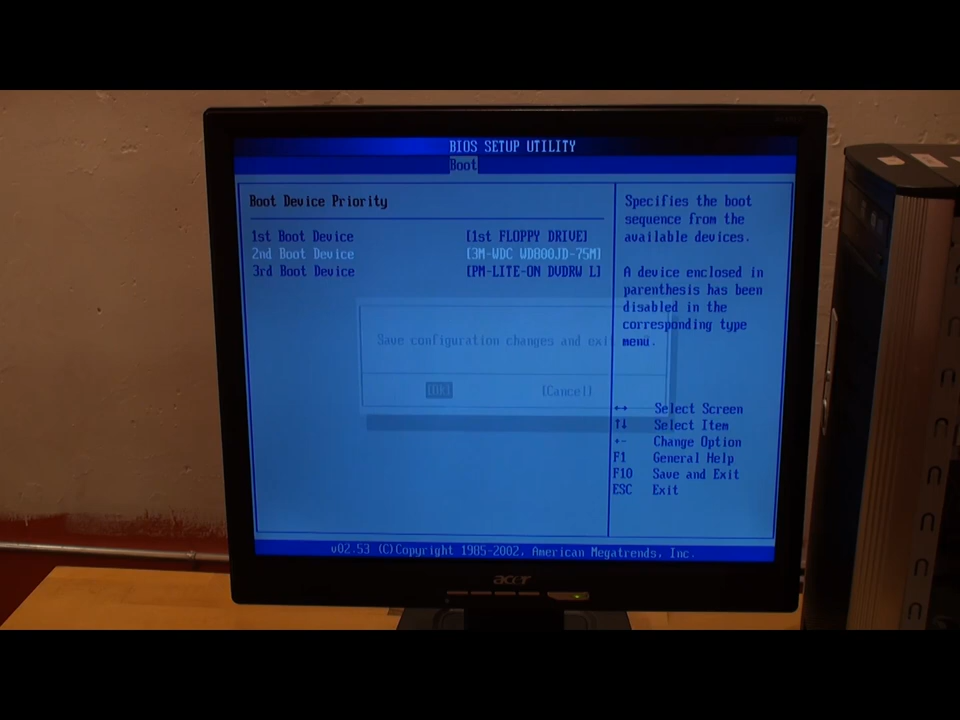 BIOS SETUP UTILITY
Boot
Boot Device Priority
1st Boot Device [1st FLOPPY DRIVE]
2nd Boot Device [3M-WDC WD800JD-75M]
3rd Boot Device [PM-LITE-ON DVDRW L]
Save configuration changes and exi
[OK] [Cancel]
Specifies the boot
sequence from the
available devices.
A device enclosed in
parenthesis has been
disabled in the
corresponding type
menu.
↔ Select Screen
↑↓ Select Item
+- Change Option
F1 General Help
F10 Save and Exit
ESC Exit
v02.53 (C)Copyright 1985-2002, American Megatrends, Inc.
acer